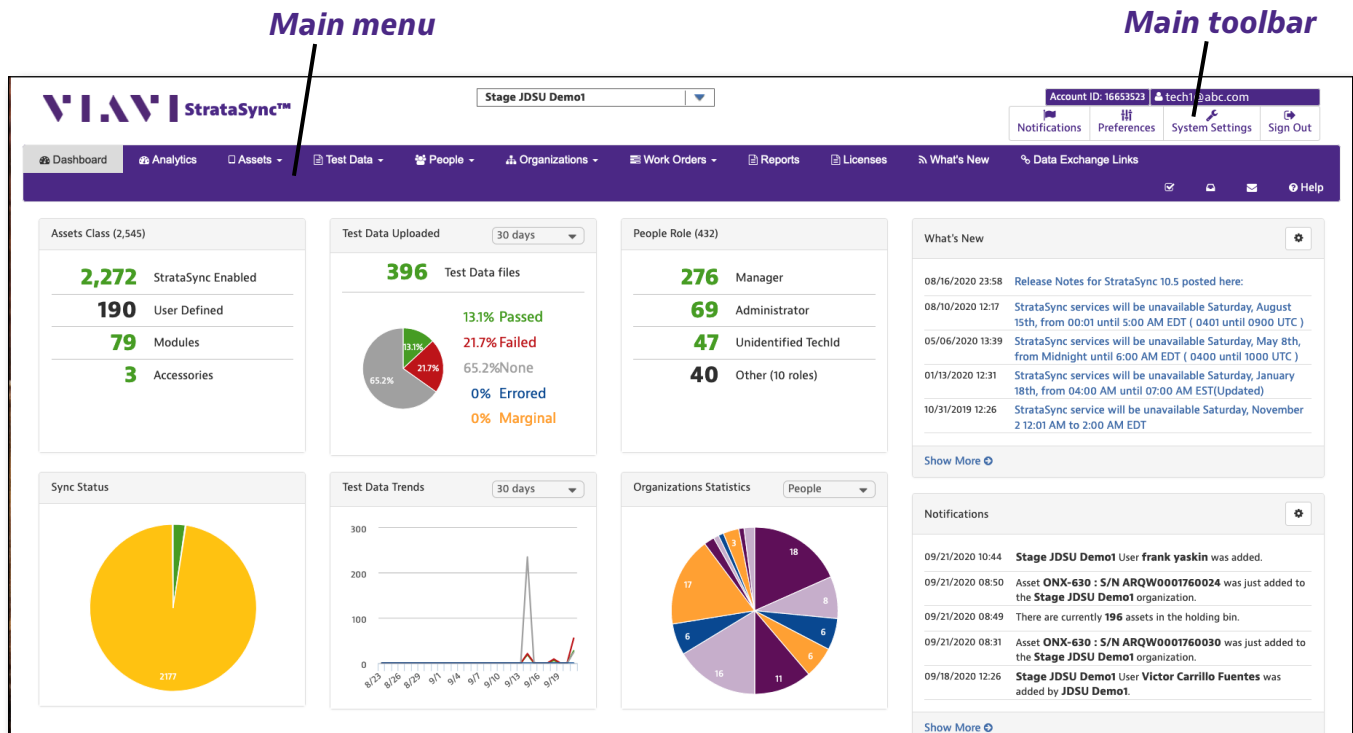 Main menu
Main toolbar
VIAVI StrataSync™
Stage JDSU Demo1
Account ID: 16653523 tech1@abc.com
Notifications Preferences System Settings Sign Out
Dashboard Analytics Assets Test Data People Organizations Work Orders Reports Licenses What's New Data Exchange Links
Help
Assets Class (2,545)
2,272 StrataSync Enabled
190 User Defined
79 Modules
3 Accessories
Test Data Uploaded 30 days
396 Test Data files
13.1% Passed
21.7% Failed
65.2%None
0% Errored
0% Marginal
13.1%
21.7%
65.2%
People Role (432)
276 Manager
69 Administrator
47 Unidentified TechId
40 Other (10 roles)
What's New
08/16/2020 23:58 Release Notes for StrataSync 10.5 posted here:
08/10/2020 12:17 StrataSync services will be unavailable Saturday, August
15th, from 00:01 until 5:00 AM EDT ( 0401 until 0900 UTC )
05/06/2020 13:39 StrataSync services will be unavailable Saturday, May 8th,
from Midnight until 6:00 AM EDT ( 0400 until 1000 UTC )
01/13/2020 12:31 StrataSync services will be unavailable Saturday, January
18th, from 04:00 AM until 07:00 AM EST(Updated)
10/31/2019 12:26 StrataSync service will be unavailable Saturday, November
2 12:01 AM to 2:00 AM EDT
Show More
Sync Status
2177
Test Data Trends 30 days
300
200
100
0
8/23 8/26 8/29 9/1 9/4 9/7 9/10 9/13 9/16 9/19
Organizations Statistics People
3
18
17
8
6
6
6
16
11
Notifications
09/21/2020 10:44 Stage JDSU Demo1 User frank yaskin was added.
09/21/2020 08:50 Asset ONX-630 : S/N ARQW0001760024 was just added to
the Stage JDSU Demo1 organization.
09/21/2020 08:49 There are currently 196 assets in the holding bin.
09/21/2020 08:31 Asset ONX-630 : S/N ARQW0001760030 was just added to
the Stage JDSU Demo1 organization.
09/18/2020 12:26 Stage JDSU Demo1 User Victor Carrillo Fuentes was
added by JDSU Demo1.
Show More